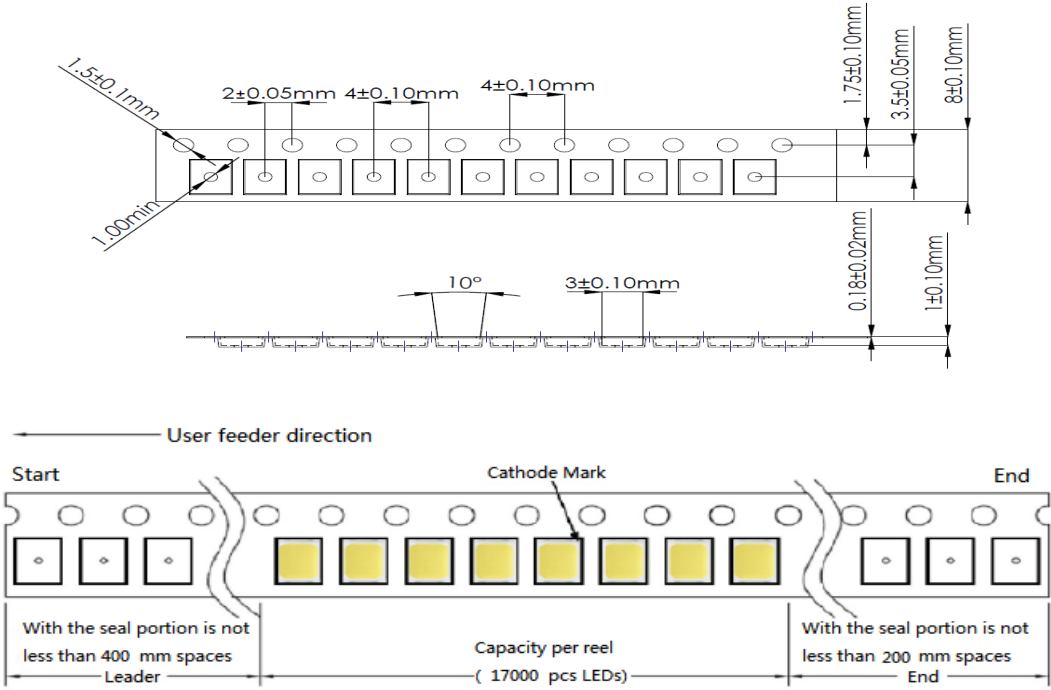 1.5±0.1mm
2±0.05mm
4±0.10mm
4±0.10mm
1.75±0.10mm
3.5±0.05mm
8±0.10mm
1.00min
10°
3±0.10mm
0.18±0.02mm
1±0.10mm
User feeder direction
Start
Cathode Mark
End
With the seal portion is not
less than 400 mm spaces
Leader
Capacity per reel
( 17000 pcs LEDs)
With the seal portion is not
less than 200 mm spaces
End